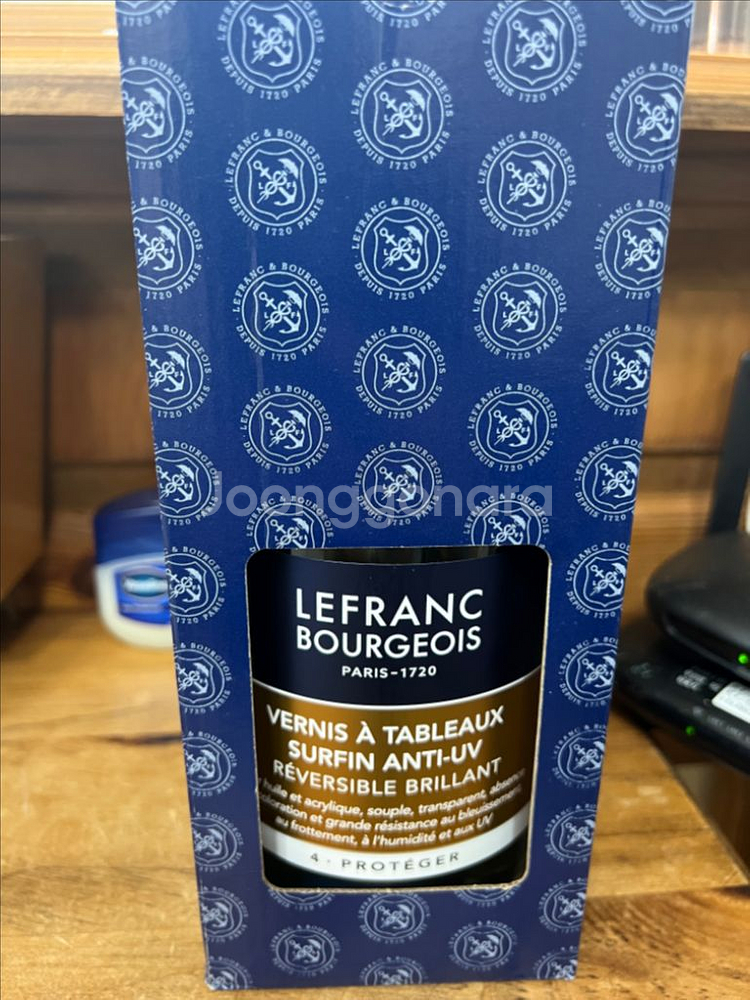 LEFRANC & BOURGEOIS
DEPUIS 1720 PARIS
Joonggonara
LEFRANC
BOURGEOIS
PARIS-1720
VERNIS À TABLEAUX
SURFIN ANTI-UV
RÉVERSIBLE BRILLANT
huile et acrylique, souple, transparent, absence
coloration et grande résistance au bleuissement,
au frottement, à l'humidité et aux UV
4 · PROTÉGER